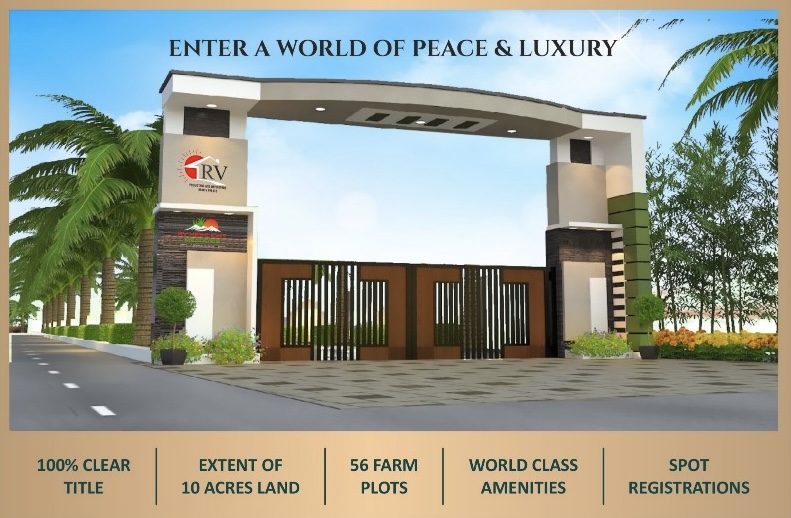 ENTER A WORLD OF PEACE & LUXURY
RV
100% CLEAR
TITLE
EXTENT OF
10 ACRES LAND
56 FARM
PLOTS
WORLD CLASS
AMENITIES
SPOT
REGISTRATIONS